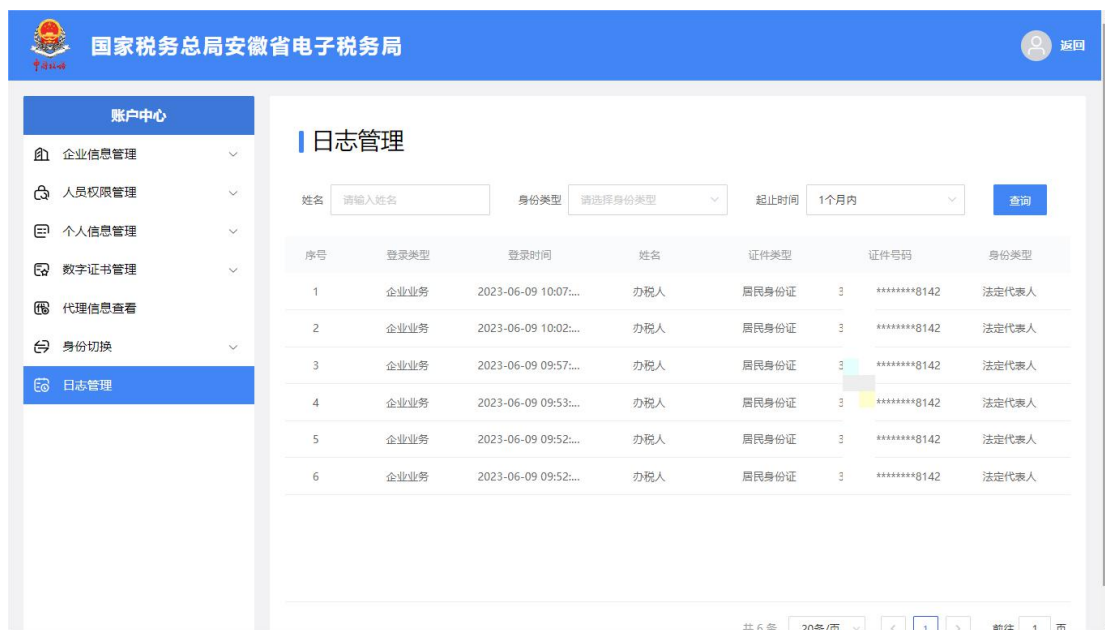 国家税务总局安徽省电子税务局
返回
账户中心
企业信息管理
人员权限管理
个人信息管理
数字证书管理
代理信息查看
身份切换
日志管理
日志管理
姓名 请输入姓名 身份类型 请选择身份类型 起止时间 1个月内 查询
序号 登录类型 登录时间 姓名 证件类型 证件号码 身份类型
1 企业业务 2023-06-09 10:07:... 办税人 居民身份证 3 ********8142 法定代表人
2 企业业务 2023-06-09 10:02:... 办税人 居民身份证 3 ********8142 法定代表人
3 企业业务 2023-06-09 09:57:... 办税人 居民身份证 3 ********8142 法定代表人
4 企业业务 2023-06-09 09:53:... 办税人 居民身份证 3 ********8142 法定代表人
5 企业业务 2023-06-09 09:52:... 办税人 居民身份证 3 ********8142 法定代表人
6 企业业务 2023-06-09 09:52:... 办税人 居民身份证 3 ********8142 法定代表人
共 6 条 20条/页 1 前往 1 页